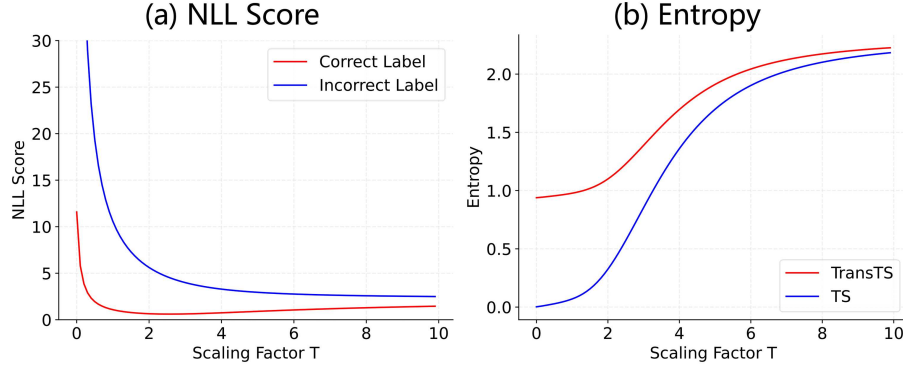 (a) NLL Score
30
25
20
15
10
5
0
NLL Score
Correct Label
Incorrect Label
0 2 4 6 8 10
Scaling Factor T
(b) Entropy
2.0
1.5
1.0
0.5
0.0
Entropy
TransTS
TS
0 2 4 6 8 10
Scaling Factor T